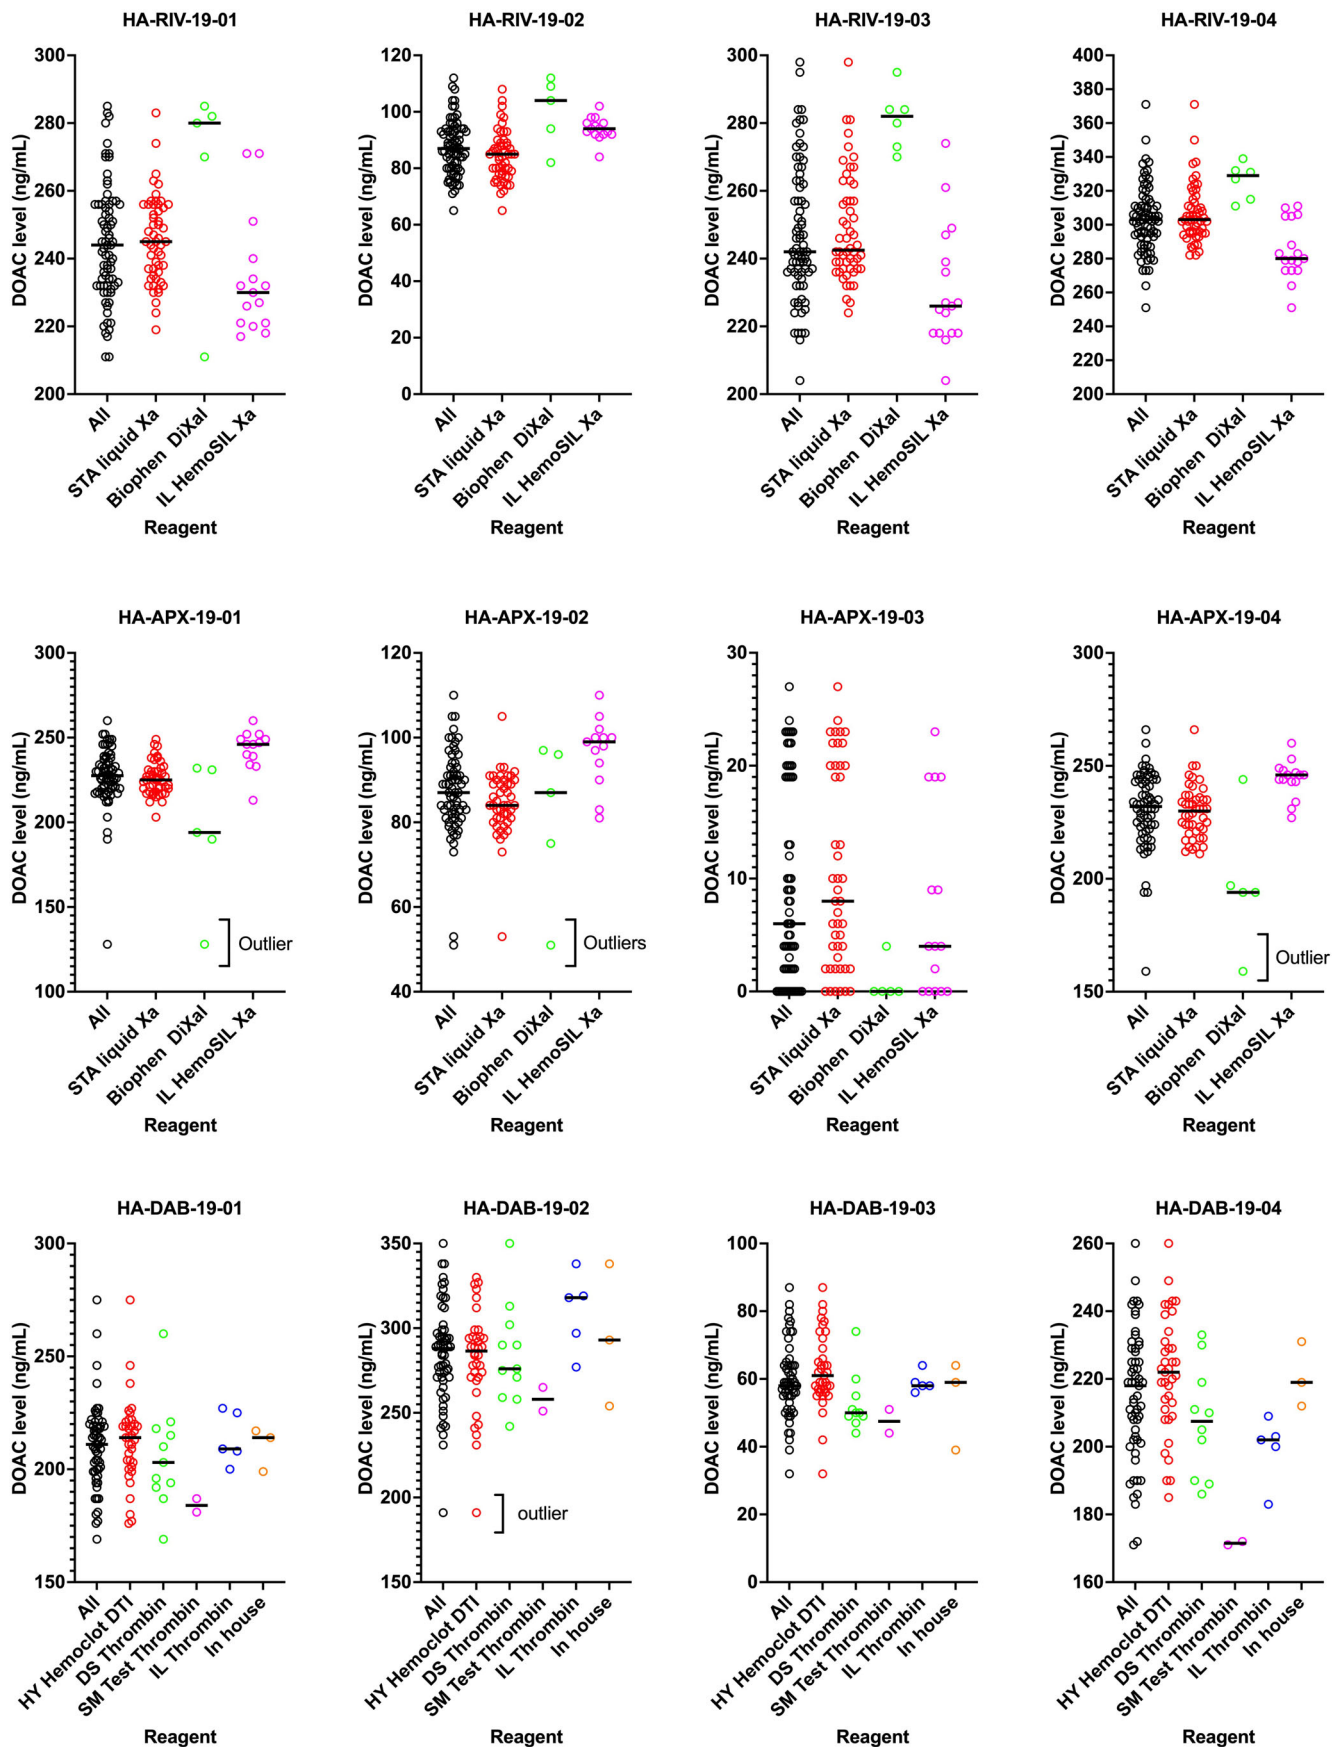 HA-RIV-19-01
HA-RIV-19-02
HA-RIV-19-03
HA-RIV-19-04
DOAC level (ng/mL)
300
280
260
240
220
200
All
STA liquid Xa
Biophen DiXal
IL HemoSIL Xa
Reagent
DOAC level (ng/mL)
120
100
80
60
40
20
0
All
STA liquid Xa
Biophen DiXal
IL HemoSIL Xa
Reagent
DOAC level (ng/mL)
300
280
260
240
220
200
All
STA liquid Xa
Biophen DiXal
IL HemoSIL Xa
Reagent
DOAC level (ng/mL)
400
380
360
340
320
300
280
260
240
220
200
All
STA liquid Xa
Biophen DiXal
IL HemoSIL Xa
Reagent
HA-APX-19-01
HA-APX-19-02
HA-APX-19-03
HA-APX-19-04
DOAC level (ng/mL)
300
250
200
150
100
Outlier
All
STA liquid Xa
Biophen DiXal
IL HemoSIL Xa
Reagent
DOAC level (ng/mL)
120
100
80
60
40
Outliers
All
STA liquid Xa
Biophen DiXal
IL HemoSIL Xa
Reagent
DOAC level (ng/mL)
30
20
10
0
All
STA liquid Xa
Biophen DiXal
IL HemoSIL Xa
Reagent
DOAC level (ng/mL)
300
250
200
150
Outlier
All
STA liquid Xa
Biophen DiXal
IL HemoSIL Xa
Reagent
HA-DAB-19-01
HA-DAB-19-02
HA-DAB-19-03
HA-DAB-19-04
DOAC level (ng/mL)
300
250
200
150
All
HY Hemoclot DTI
DS Thrombin
SM Test Thrombin
IL Thrombin
In house
Reagent
DOAC level (ng/mL)
350
300
250
200
150
outlier
All
HY Hemoclot DTI
DS Thrombin
SM Test Thrombin
IL Thrombin
In house
Reagent
DOAC level (ng/mL)
100
80
60
40
20
0
All
HY Hemoclot DTI
DS Thrombin
SM Test Thrombin
IL Thrombin
In house
Reagent
DOAC level (ng/mL)
260
240
220
200
180
160
All
HY Hemoclot DTI
DS Thrombin
SM Test Thrombin
IL Thrombin
In house
Reagent